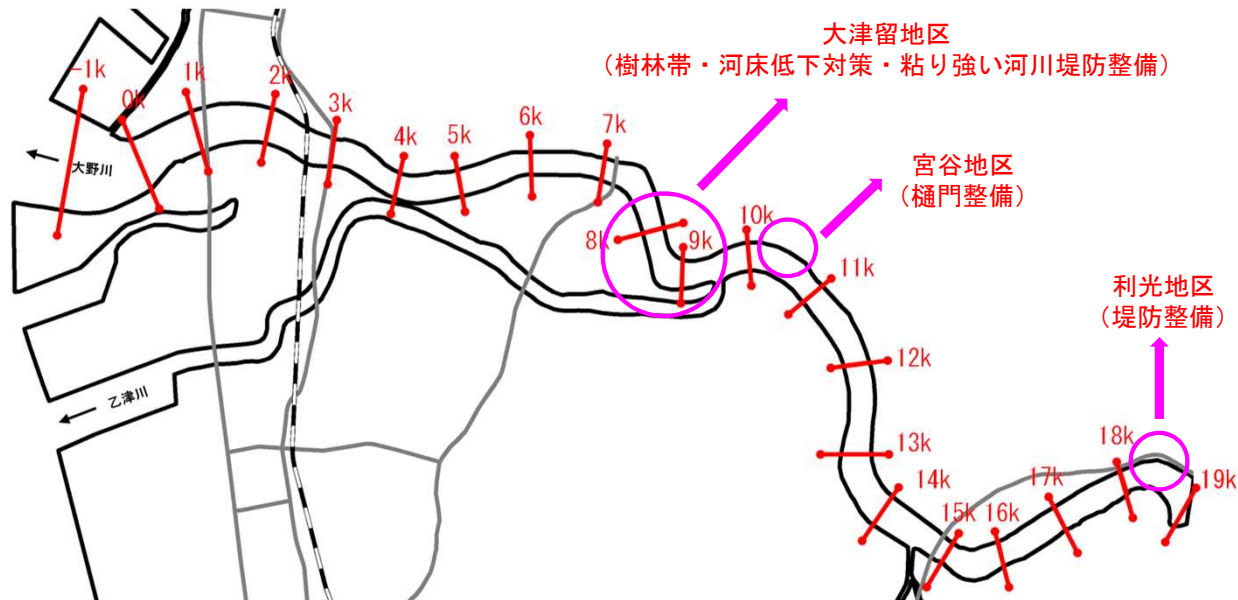 大津留地区
（樹林帯・河床低下対策・粘り強い河川堤防整備）
宮谷地区
（樋門整備）
利光地区
（堤防整備）
-1k
0k
1k
2k
3k
4k
5k
6k
7k
8k
9k
10k
11k
12k
13k
14k
15k
16k
17k
18k
19k
大野川
乙津川